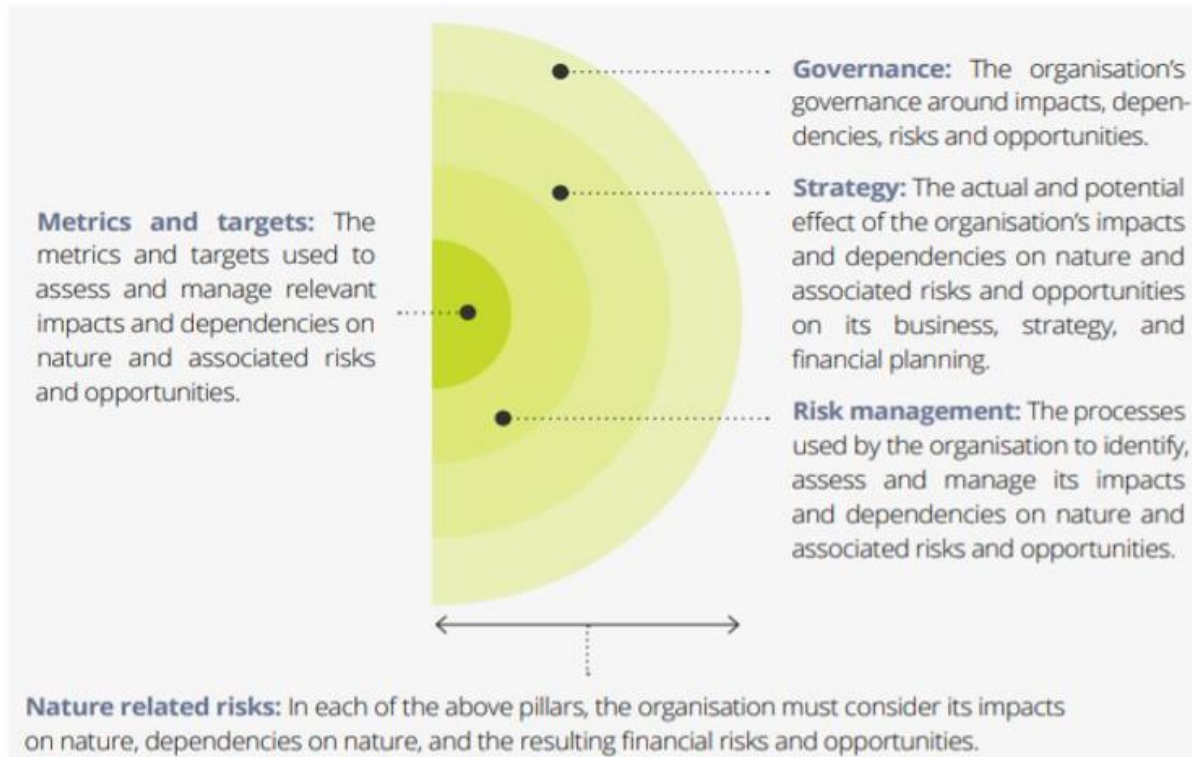 Governance: The organisation's
governance around impacts, depen-
dencies, risks and opportunities.
Strategy: The actual and potential
effect of the organisation's impacts
and dependencies on nature and
associated risks and opportunities
on its business, strategy, and
financial planning.
Metrics and targets: The
metrics and targets used to
assess and manage relevant
impacts and dependencies on
nature and associated risks
and opportunities.
Risk management: The processes
used by the organisation to identify,
assess and manage its impacts
and dependencies on nature and
associated risks and opportunities.
Nature related risks: In each of the above pillars, the organisation must consider its impacts
on nature, dependencies on nature, and the resulting financial risks and opportunities.